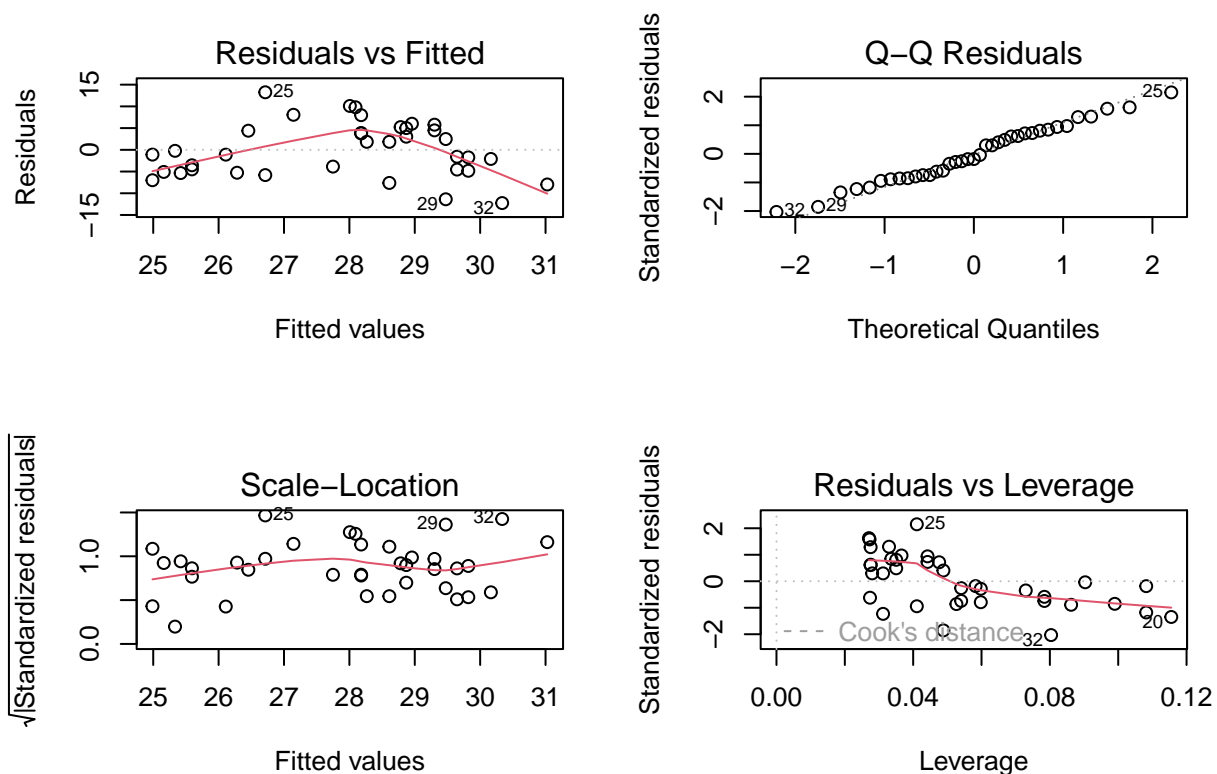 Residuals vs Fitted
Residuals
−15 0 15
25
29
32
25 26 27 28 29 30 31
Fitted values
Q−Q Residuals
Standardized residuals
−2 0 2
25
32
29
−2 −1 0 1 2
Theoretical Quantiles
Scale−Location
√|Standardized residuals|
0.0 1.0
25
29
32
25 26 27 28 29 30 31
Fitted values
Residuals vs Leverage
Standardized residuals
−2 0 2
25
Cook's distance
32
20
0.00 0.04 0.08 0.12
Leverage